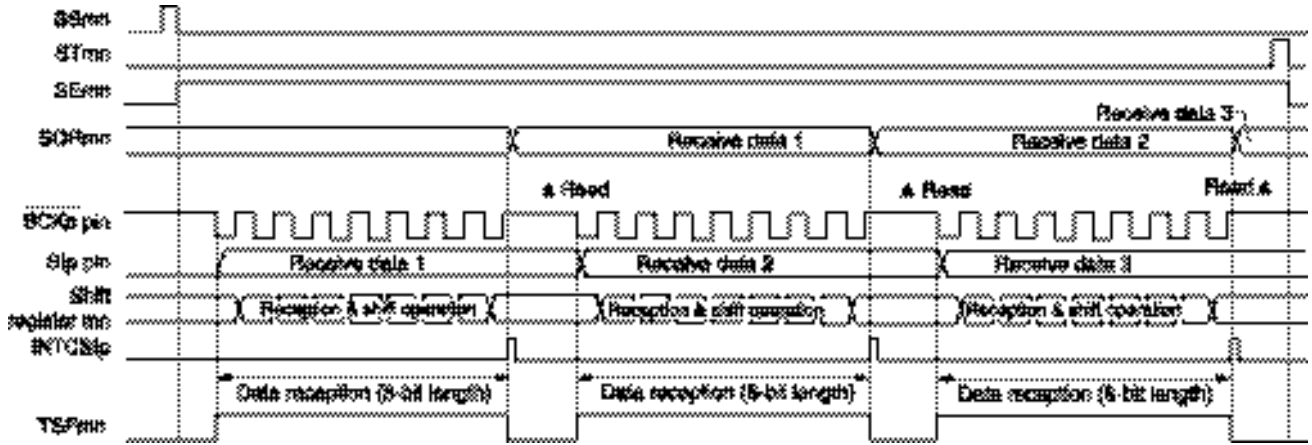 SSmn
STmn
SEmn
Receive data 3
SDRmn
Receive data 1
Receive data 2
Read
Read
Read
SCKp pin
SIp pin
Receive data 1
Receive data 2
Receive data 3
Shift
register mn
Reception & shift operation
Reception & shift operation
Reception & shift operation
INTCSIp
Data reception (8-bit length)
Data reception (8-bit length)
Data reception (8-bit length)
TSFmn